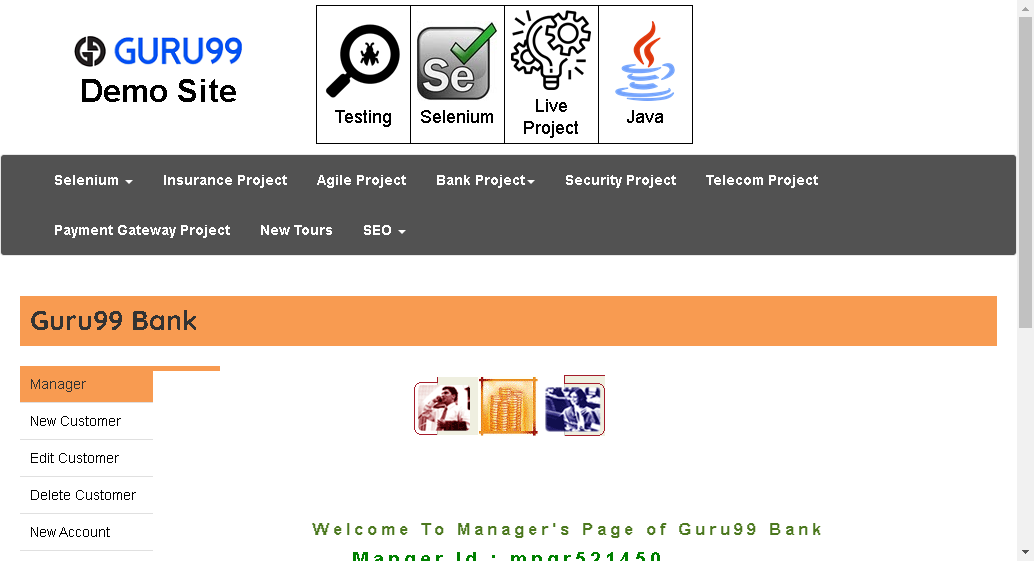 GURU99
Demo Site
Se
Testing
Selenium
Live
Project
Java
Selenium
Insurance Project
Agile Project
Bank Project
Security Project
Telecom Project
Payment Gateway Project
New Tours
SEO
Guru99 Bank
Manager
New Customer
Edit Customer
Delete Customer
New Account
Welcome To Manager's Page of Guru99 Bank
Manger Id : mngr521450